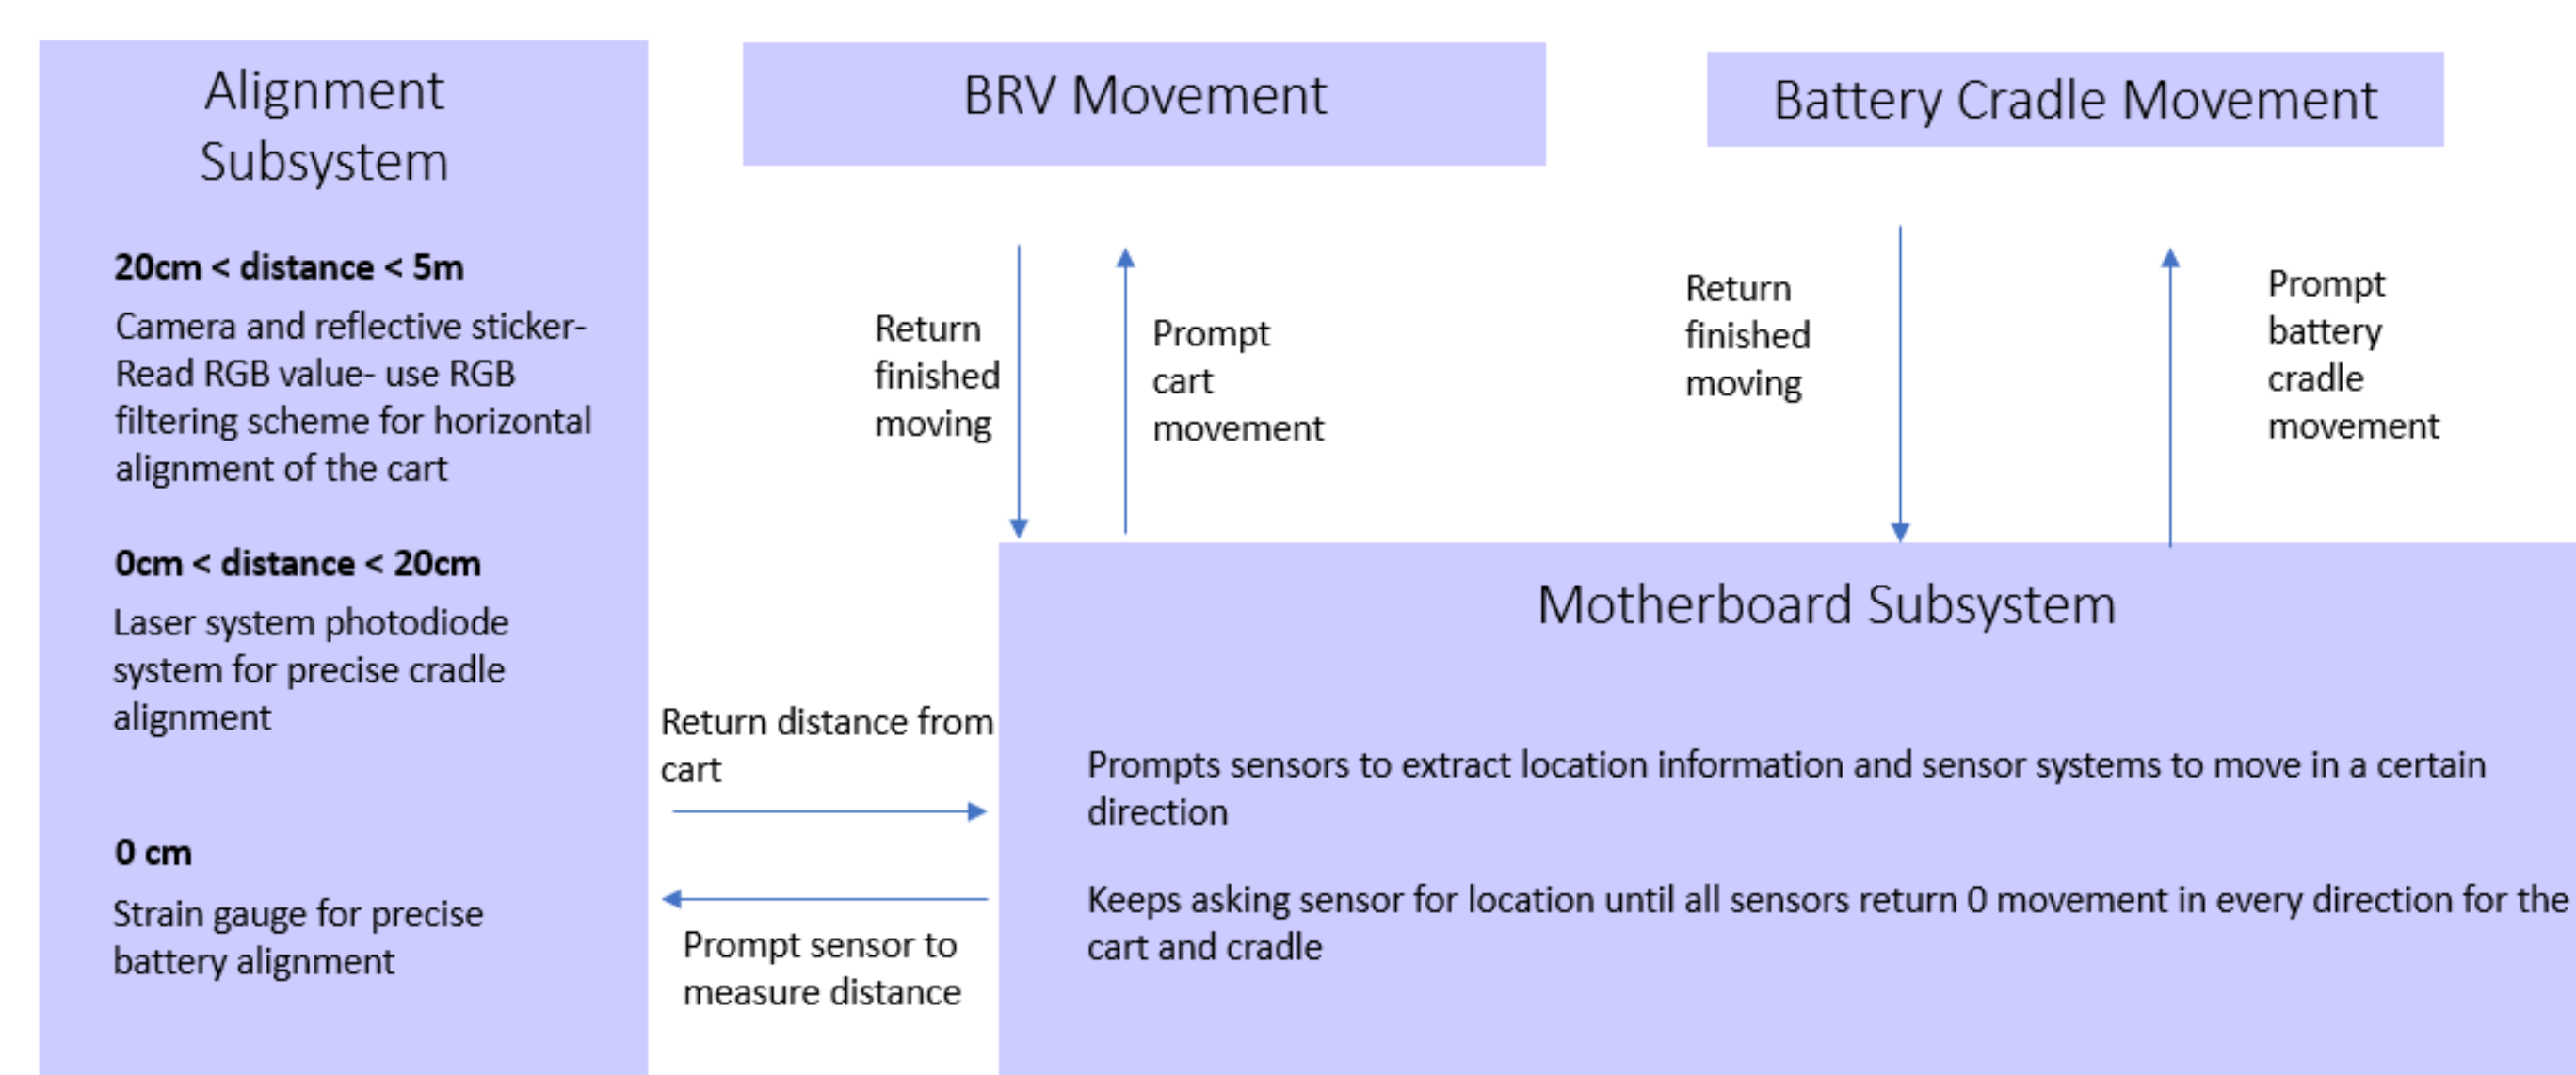 Alignment
Subsystem
20cm < distance < 5m
Camera and reflective sticker-
Read RGB value- use RGB
filtering scheme for horizontal
alignment of the cart
0cm < distance < 20cm
Laser system photodiode
system for precise cradle
alignment
0 cm
Strain gauge for precise
battery alignment
BRV Movement
Battery Cradle Movement
Return
finished
moving
Prompt
cart
movement
Return
finished
moving
Prompt
battery
cradle
movement
Return distance from
cart
Prompt sensor to
measure distance
Motherboard Subsystem
Prompts sensors to extract location information and sensor systems to move in a certain
direction
Keeps asking sensor for location until all sensors return 0 movement in every direction for the
cart and cradle